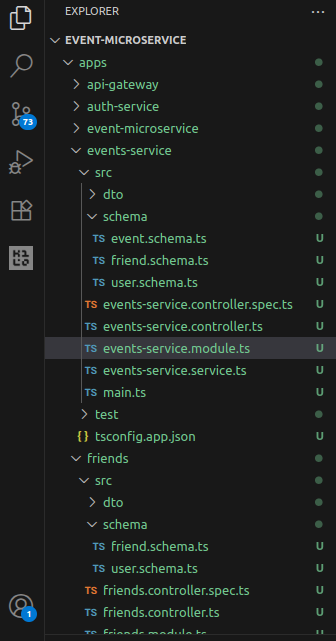 EXPLORER ...
EVENT-MICROSERVICE
apps
api-gateway
auth-service
event-microservice
events-service
src
dto
schema
TS event.schema.ts U
TS friend.schema.ts U
TS user.schema.ts U
TS events-service.controller.spec.ts U
TS events-service.controller.ts U
TS events-service.module.ts U
TS events-service.service.ts U
TS main.ts U
test
{} tsconfig.app.json U
friends
src
dto
schema
TS friend.schema.ts U
TS user.schema.ts U
TS friends.controller.spec.ts U
TS friends.controller.ts U
TS friends.module.ts U
73
1